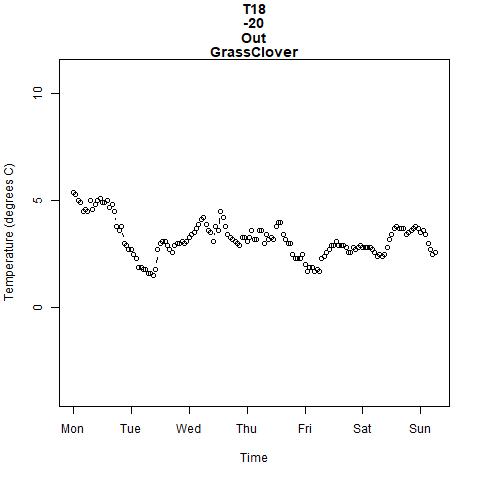 T18
-20
Out
GrassClover
Temperature (degrees C)
10
5
0
Mon Tue Wed Thu Fri Sat Sun
Time